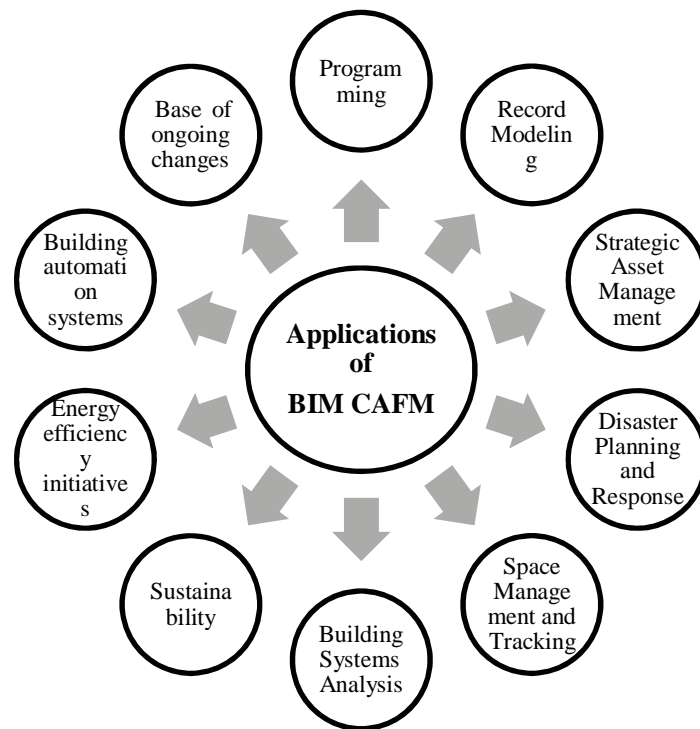 Program
ming
Record
Modelin
g
Strategic
Asset
Manage
ment
Disaster
Planning
and
Response
Space
Manage
ment and
Tracking
Building
Systems
Analysis
Sustaina
bility
Energy
efficienc
y
initiative
s
Building
automati
on
systems
Base of
ongoing
changes
Applications
of
BIM CAFM